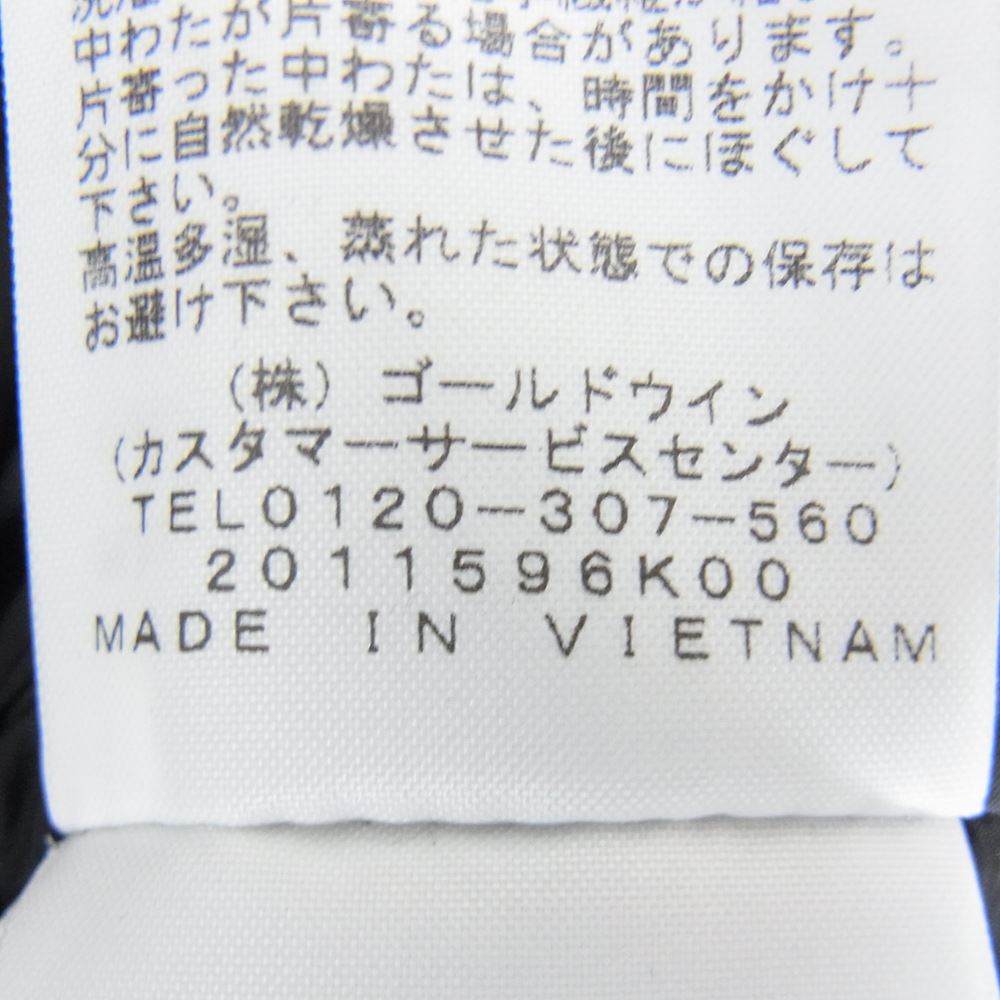 中わたが片寄る場合があります。
片寄った中わたは、時間をかけ十
分に自然乾燥させた後にほぐして
下さい。
高温多湿、蒸れた状態での保存は
お避け下さい。
(株) ゴールドウイン
(カスタマーサービスセンター)
TEL0120-307-560
2011596K00
MADE IN VIETNAM